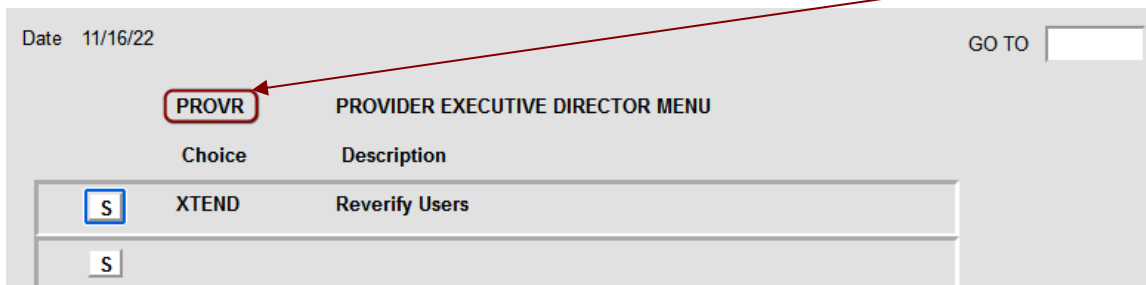 Date 11/16/22 GO TO
PROVR PROVIDER EXECUTIVE DIRECTOR MENU
Choice Description
S XTEND Reverify Users
S